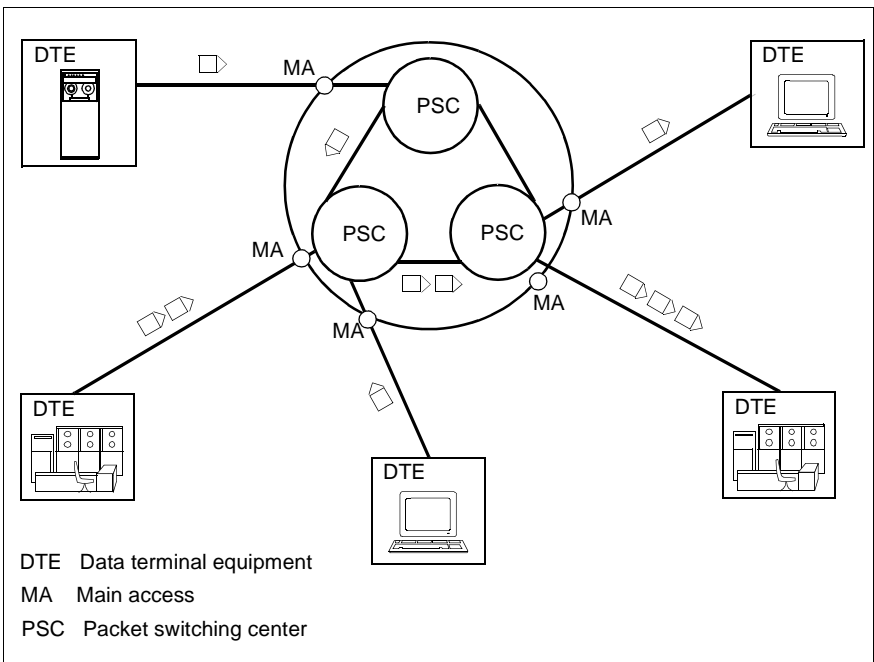 DTE
MA
DTE
PSC
PSC
PSC
MA
MA
MA
MA
DTE
DTE
DTE
DTE Data terminal equipment
MA Main access
PSC Packet switching center